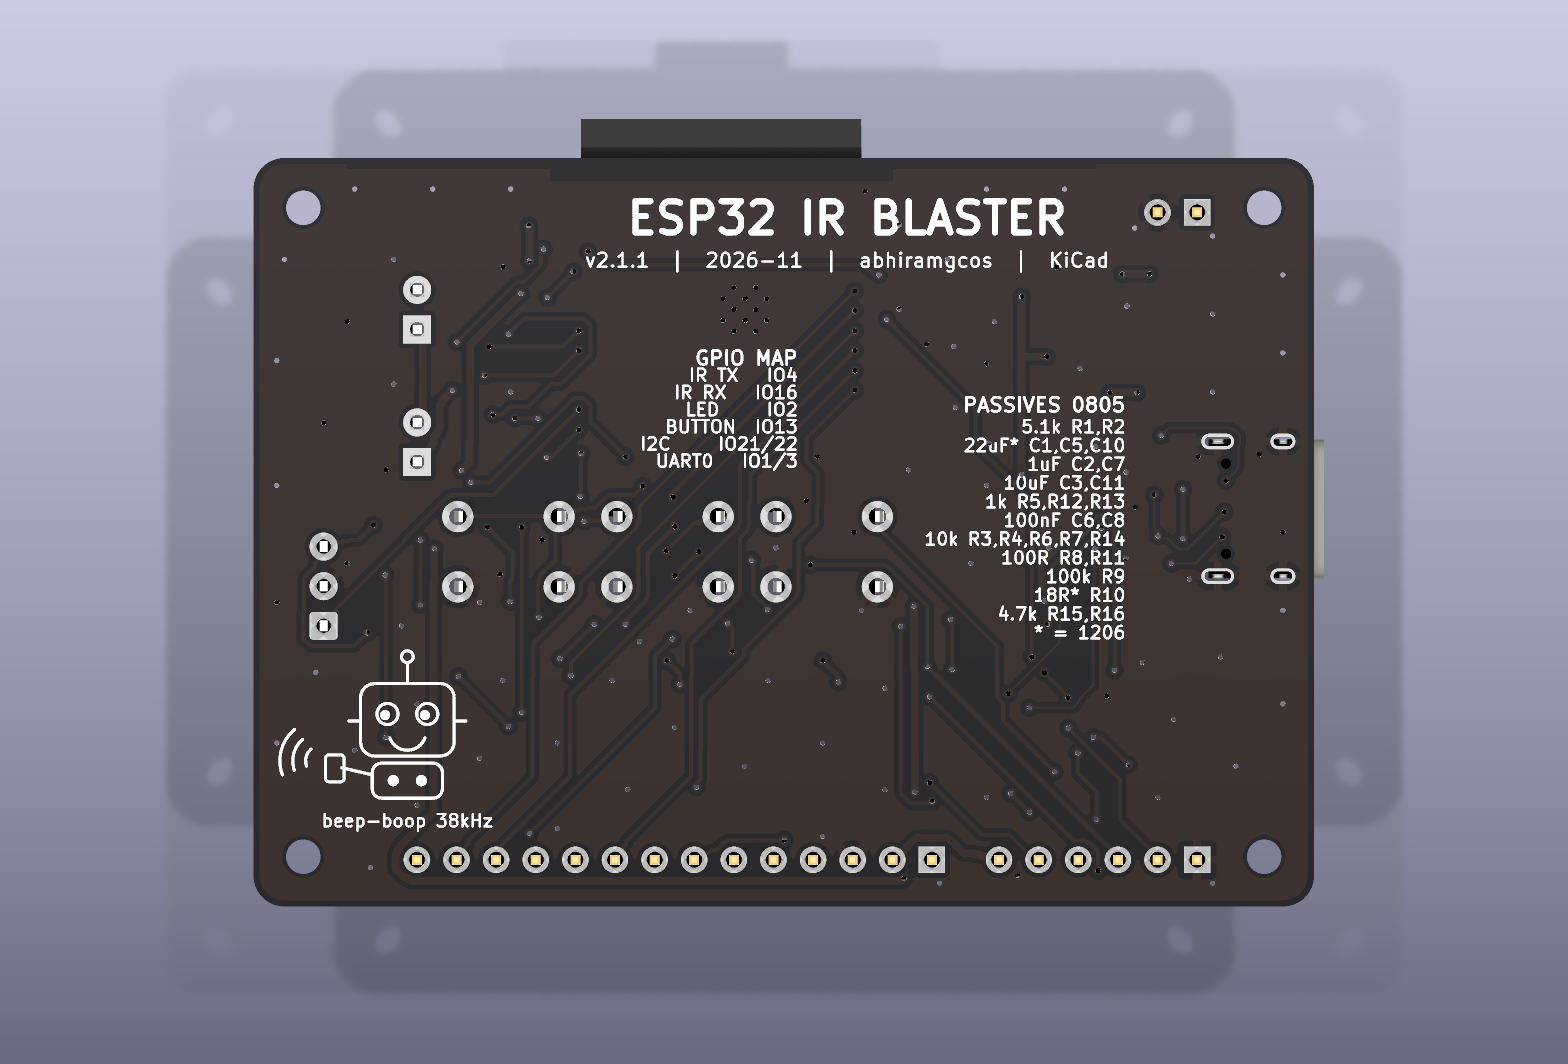 ESP32 IR BLASTER
v2.1.1 | 2026-11 | abhiramgcos | KiCad
GPIO MAP
IR TX IO4
IR RX IO16
LED IO2
BUTTON IO13
I2C IO21/22
UART0 IO1/3
PASSIVES 0805
5.1k R1,R2
22uF* C1,C5,C10
1uF C2,C7
10uF C3,C11
1k R5,R12,R13
100nF C6,C8
10k R3,R4,R6,R7,R14
100R R8,R11
100k R9
18R* R10
4.7k R15,R16
* = 1206
beep-boop 38kHz